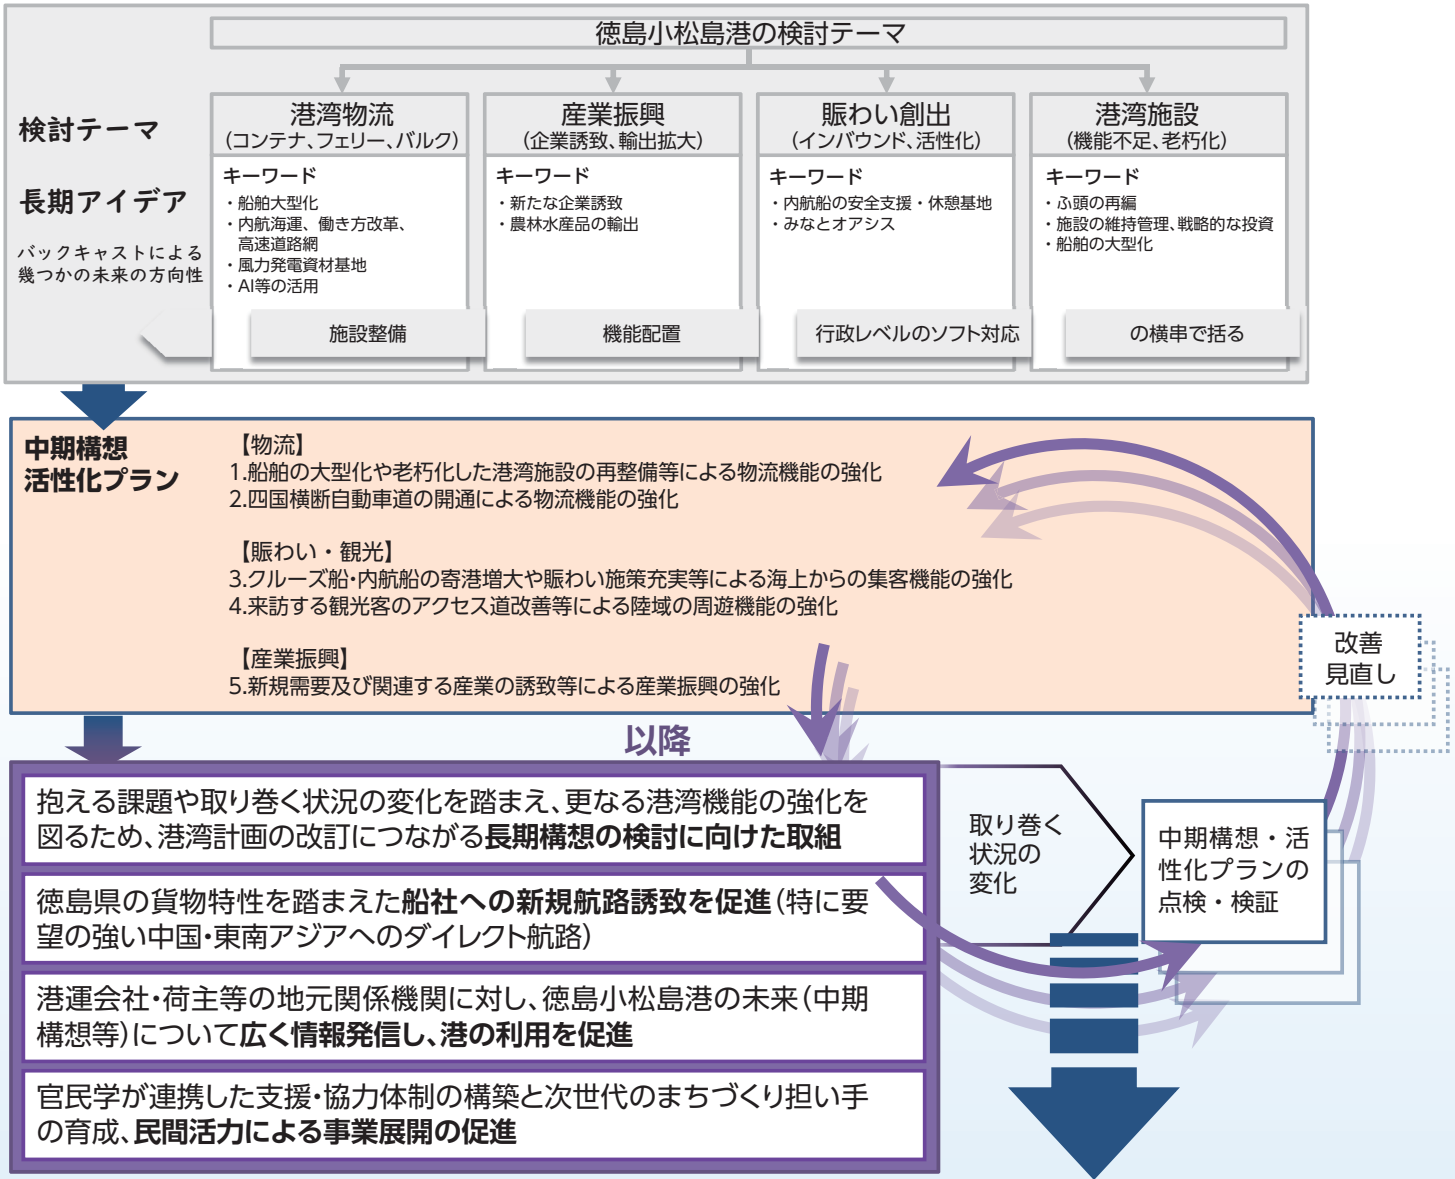 徳島小松島港の検討テーマ
検討テーマ
長期アイデア
バックキャストによる
幾つかの未来の方向性
港湾物流
(コンテナ、フェリー、バルク)
キーワード
・船舶大型化
・内航海運、働き方改革、
高速道路網
・風力発電資材基地
・AI等の活用
産業振興
(企業誘致、輸出拡大)
キーワード
・新たな企業誘致
・農林水産品の輸出
賑わい創出
(インバウンド、活性化)
キーワード
・内航船の安全支援・休憩基地
・みなとオアシス
港湾施設
(機能不足、老朽化)
キーワード
・ふ頭の再編
・施設の維持管理、戦略的な投資
・船舶の大型化
施設整備
機能配置
行政レベルのソフト対応
の横串で括る
中期構想
活性化プラン
【物流】
1.船舶の大型化や老朽化した港湾施設の再整備等による物流機能の強化
2.四国横断自動車道の開通による物流機能の強化
【賑わい・観光】
3.クルーズ船・内航船の寄港増大や賑わい施策充実等による海上からの集客機能の強化
4.来訪する観光客のアクセス道改善等による陸域の周遊機能の強化
【産業振興】
5.新規需要及び関連する産業の誘致等による産業振興の強化
改善
見直し
以降
抱える課題や取り巻く状況の変化を踏まえ、更なる港湾機能の強化を
図るため、港湾計画の改訂につながる長期構想の検討に向けた取組
徳島県の貨物特性を踏まえた船社への新規航路誘致を促進(特に要
望の強い中国・東南アジアへのダイレクト航路)
港運会社・荷主等の地元関係機関に対し、徳島小松島港の未来(中期
構想等)について広く情報発信し、港の利用を促進
官民学が連携した支援・協力体制の構築と次世代のまちづくり担い手
の育成、民間活力による事業展開の促進
取り巻く
状況の
変化
中期構想・活
性化プランの
点検・検証